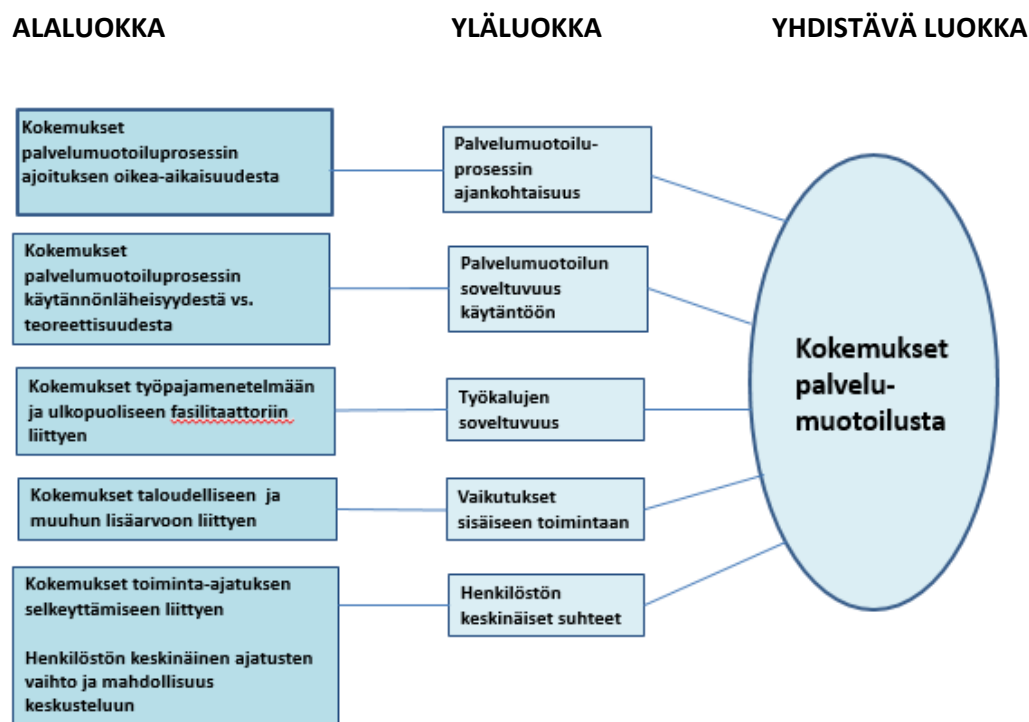 ALALUOKKA
YLÄLUOKKA
YHDISTÄVÄ LUOKKA
Kokemukset
palvelumuotoiluprosessin
ajoituksen oikea-aikaisuudesta
Palvelumuotoilu-
prosessin
ajankohtaisuus
Kokemukset
palvelumuotoiluprosessin
käytännönläheisyydestä vs.
teoreettisuudesta
Palvelumuotoilun
soveltuvuus
käytäntöön
Kokemukset työpajamenetelmään
ja ulkopuoliseen fasilitaattoriin
liittyen
Työkalujen
soveltuvuus
Kokemukset taloudelliseen ja
muuhun lisäarvoon liittyen
Vaikutukset
sisäiseen toimintaan
Kokemukset toiminta-ajatuksen
selkeyttämiseen liittyen
Henkilöstön keskinäinen ajatusten
vaihto ja mahdollisuus
keskusteluun
Henkilöstön
keskinäiset suhteet
Kokemukset
palvelu-
muotoilusta